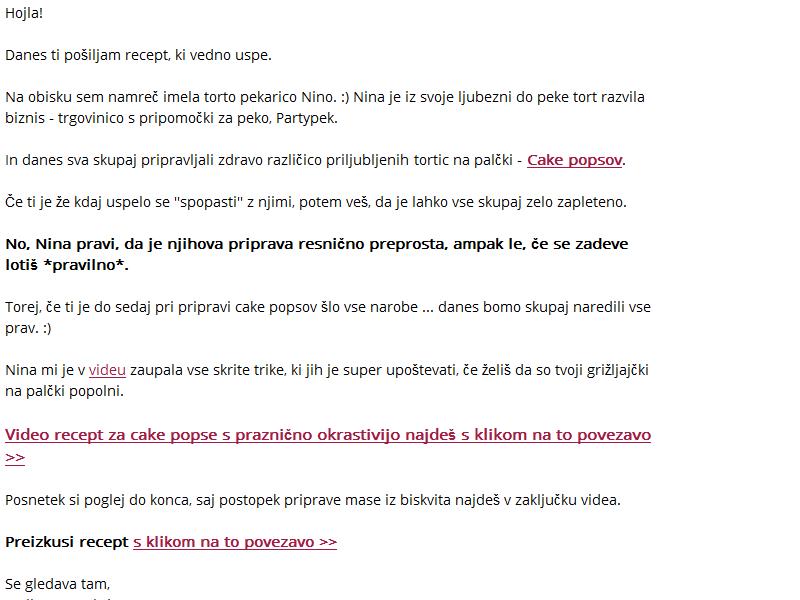 Hojla!
Danes ti pošiljam recept, ki vedno uspe.
Na obisku sem namreč imela torto pekarico Nino. :) Nina je iz svoje ljubezni do peke tort razvila
biznis - trgovinico s pripomočki za peko, Partypek.
In danes sva skupaj pripravljali zdravo različico priljubljenih tortic na palčki - Cake popsov.
Če ti je že kdaj uspelo se "spopasti" z njimi, potem veš, da je lahko vse skupaj zelo zapleteno.
No, Nina pravi, da je njihova priprava resnično preprosta, ampak le, če se zadeve
lotiš *pravilno*.
Torej, če ti je do sedaj pri pripravi cake popsov šlo vse narobe ... danes bomo skupaj naredili vse
prav. :)
Nina mi je v videu zaupala vse skrite trike, ki jih je super upoštevati, če želiš da so tvoji grižljajčki
na palčki popolni.
Video recept za cake popse s praznično okrastivijo najdeš s klikom na to povezavo
>>
Posnetek si poglej do konca, saj postopek priprave mase iz biskvita najdeš v zaključku videa.
Preizkusi recept s klikom na to povezavo >>
Se gledava tam,